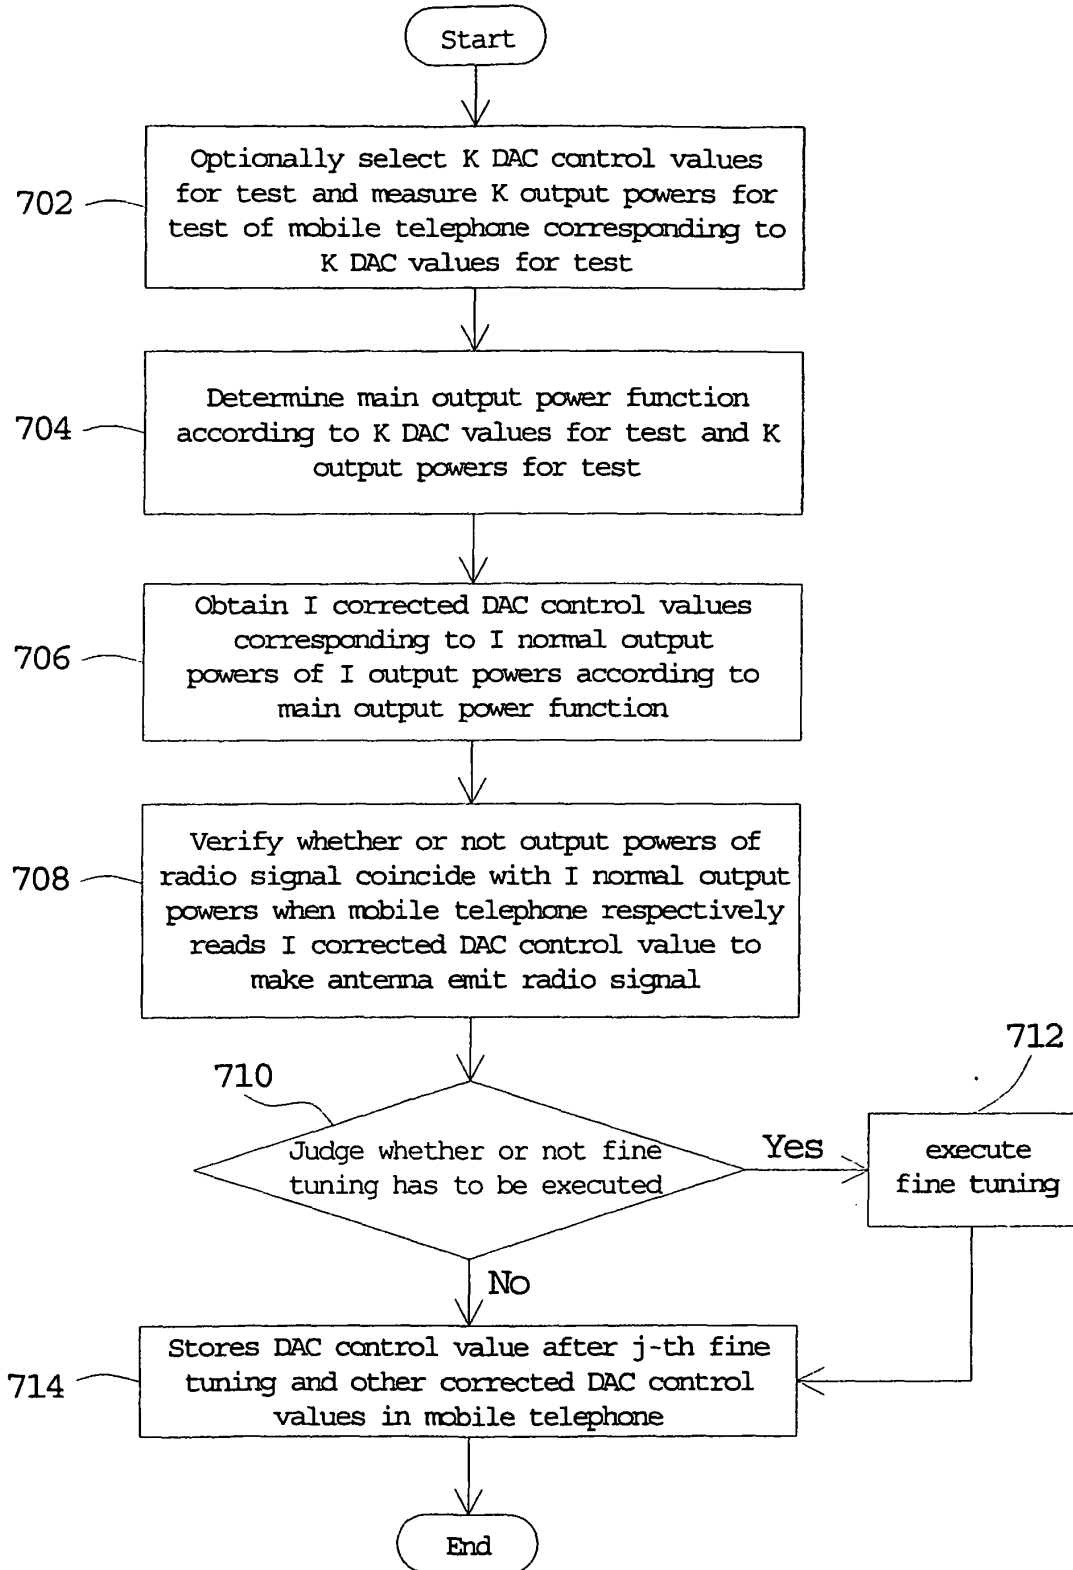 Start
702
Optionally select K DAC control values
for test and measure K output powers for
test of mobile telephone corresponding to
K DAC values for test
704
Determine main output power function
according to K DAC values for test and K
output powers for test
706
Obtain I corrected DAC control values
corresponding to I normal output
powers of I output powers according to
main output power function
708
Verify whether or not output powers of
radio signal coincide with I normal output
powers when mobile telephone respectively
reads I corrected DAC control value to
make antenna emit radio signal
710
Judge whether or not fine
tuning has to be executed
Yes
712
execute
fine tuning
No
714
Stores DAC control value after j-th fine
tuning and other corrected DAC control
values in mobile telephone
End